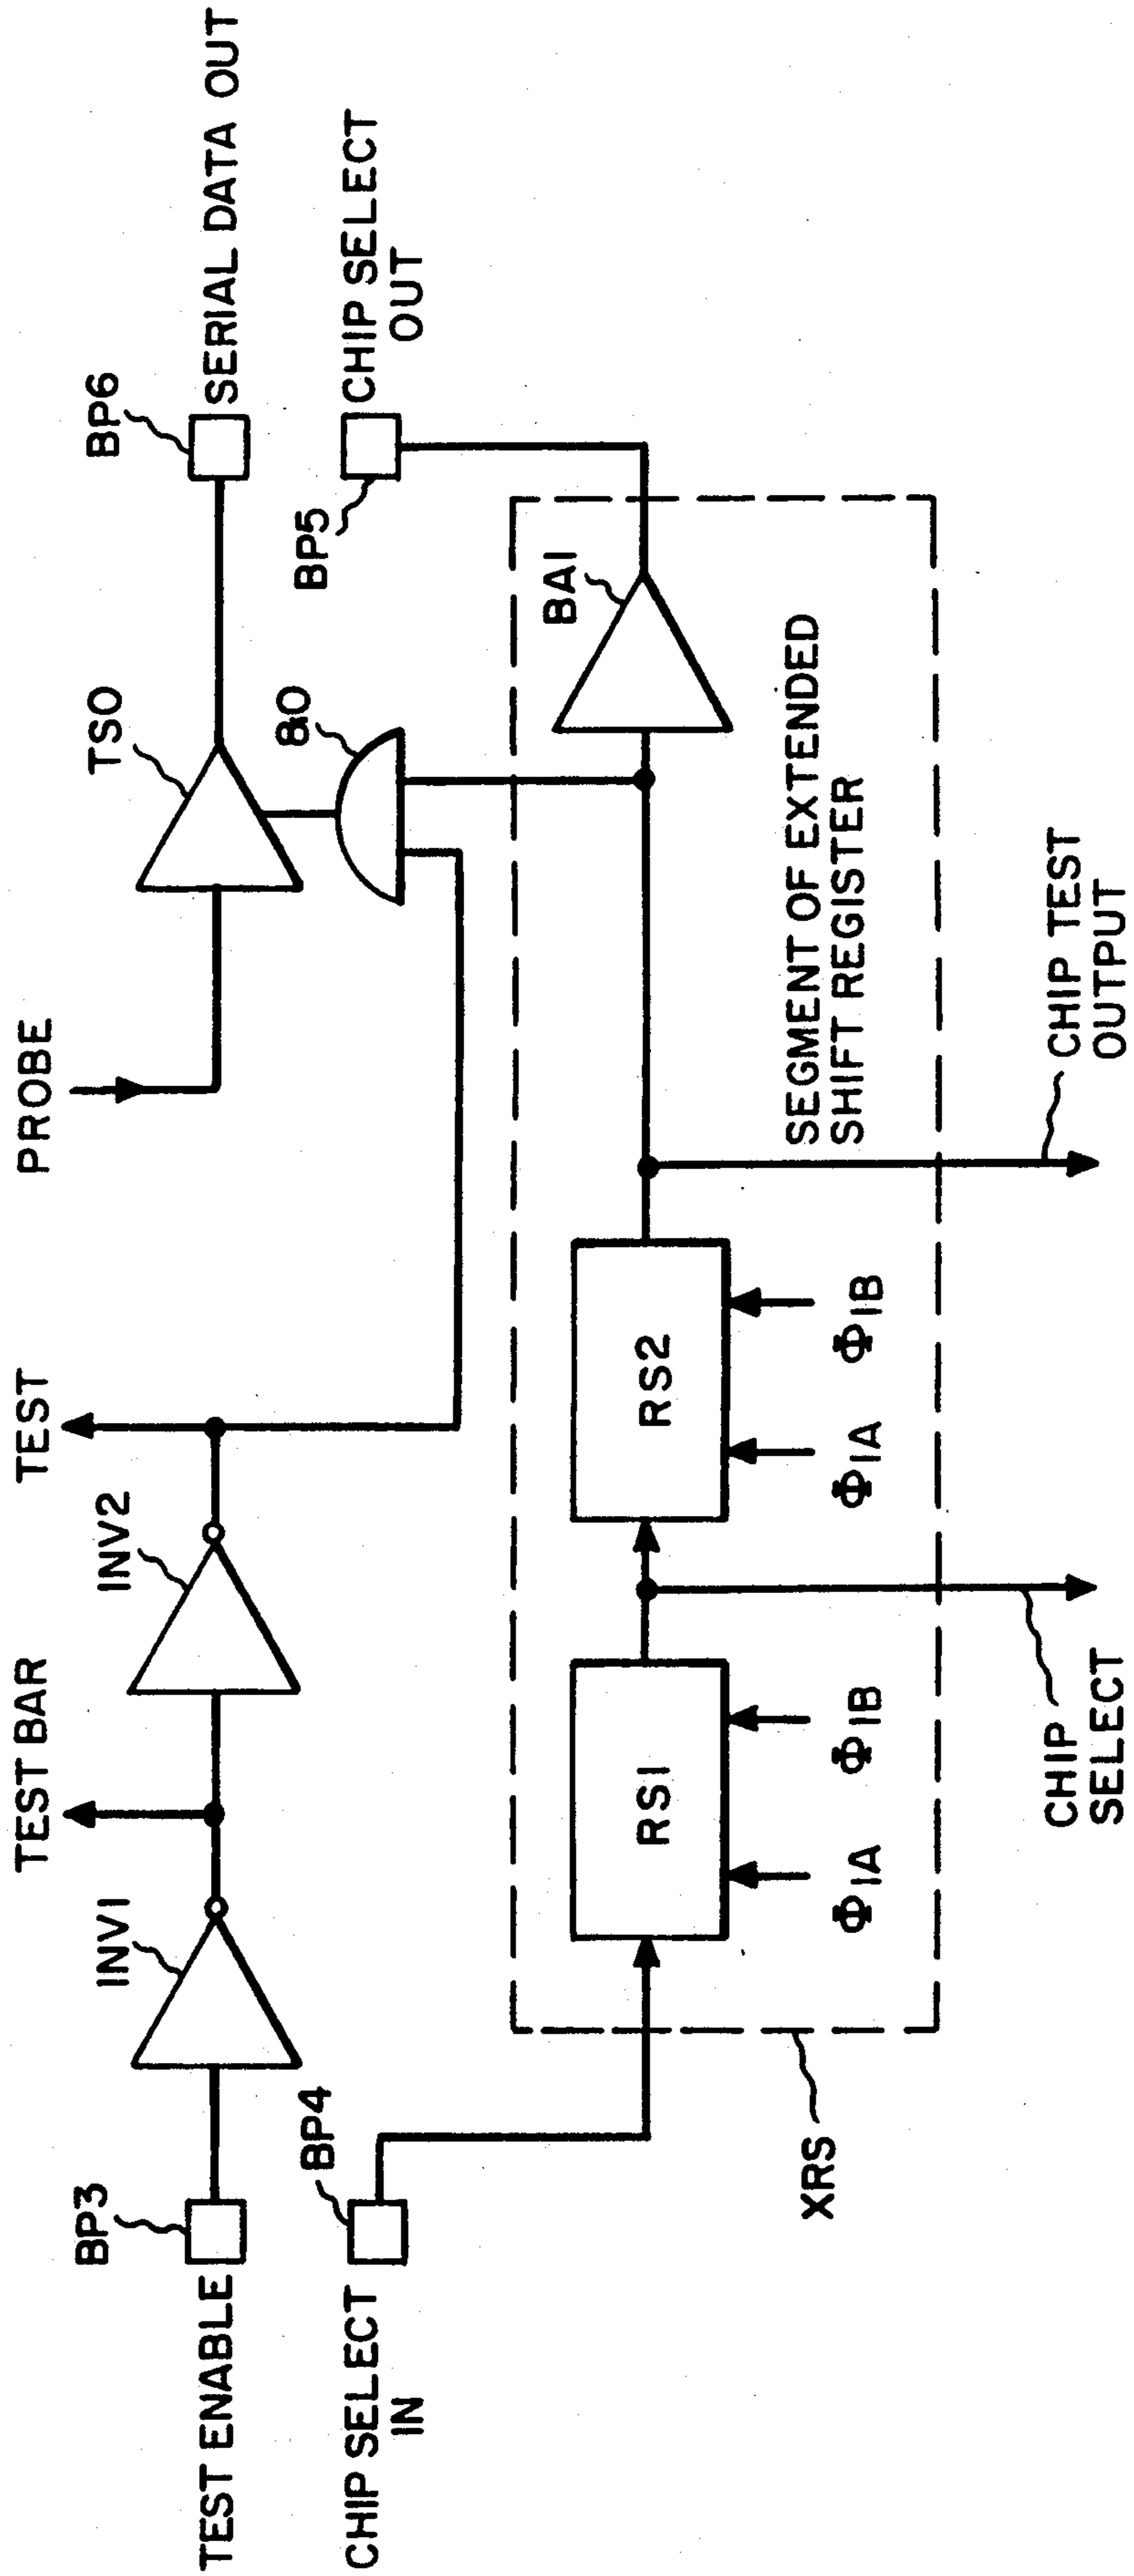 PROBE
TEST
TEST BAR
BP6
SERIAL DATA OUT
TSO
80
INV2
INV1
BP3
TEST ENABLE
BP5
CHIP SELECT
OUT
BP4
CHIP SELECT
IN
BA1
RS2
RS1
SEGMENT OF EXTENDED
SHIFT REGISTER
Φ1A
Φ1B
Φ1A
Φ1B
XRS
CHIP
SELECT
CHIP TEST
OUTPUT